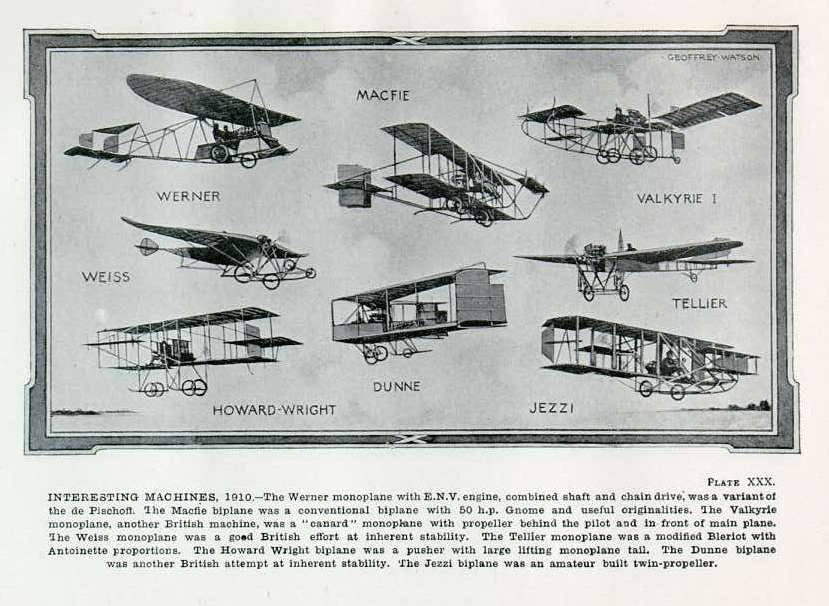 GEOFFREY·WATSON
MACFIE
WERNER
VALKYRIE I
WEISS
TELLIER
DUNNE
HOWARD-WRIGHT
JEZZI
PLATE XXX.
INTERESTING MACHINES, 1910.—The Werner monoplane with E.N.V. engine, combined shaft and chain drive, was a variant of
the de Pischoff. The Macfie biplane was a conventional biplane with 50 h.p. Gnome and useful originalities. The Valkyrie
monoplane, another British machine, was a "canard" monoplane with propeller behind the pilot and in front of main plane.
The Weiss monoplane was a good British effort at inherent stability. The Tellier monoplane was a modified Bleriot with
Antoinette proportions. The Howard Wright biplane was a pusher with large lifting monoplane tail. The Dunne biplane
was another British attempt at inherent stability. The Jezzi biplane was an amateur built twin-propeller.